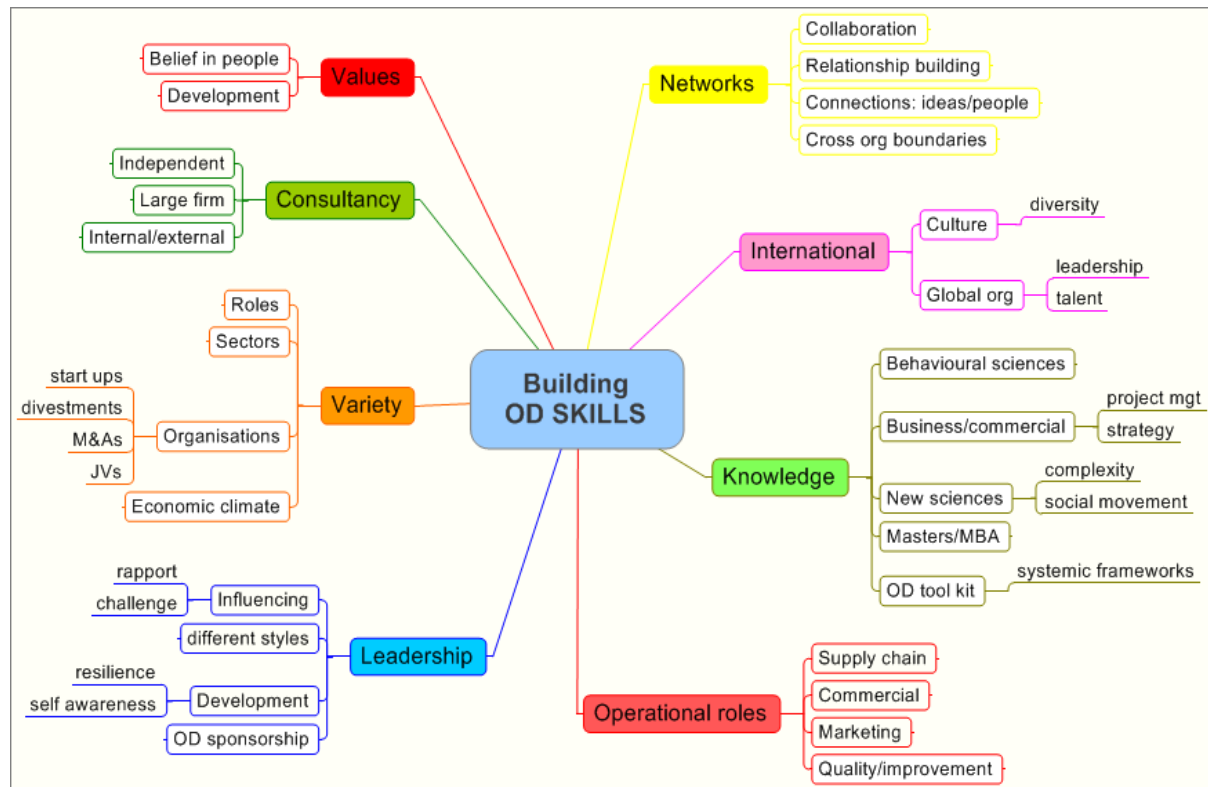 Building
OD SKILLS
Networks
Collaboration
Relationship building
Connections: ideas/people
Cross org boundaries
International
Culture
diversity
Global org
leadership
talent
Knowledge
Behavioural sciences
Business/commercial
project mgt
strategy
New sciences
complexity
social movement
Masters/MBA
OD tool kit
systemic frameworks
Operational roles
Supply chain
Commercial
Marketing
Quality/improvement
Values
Belief in people
Development
Consultancy
Independent
Large firm
Internal/external
Variety
Roles
Sectors
Organisations
start ups
divestments
M&As
JVs
Economic climate
Leadership
Influencing
rapport
challenge
different styles
Development
resilience
self awareness
OD sponsorship